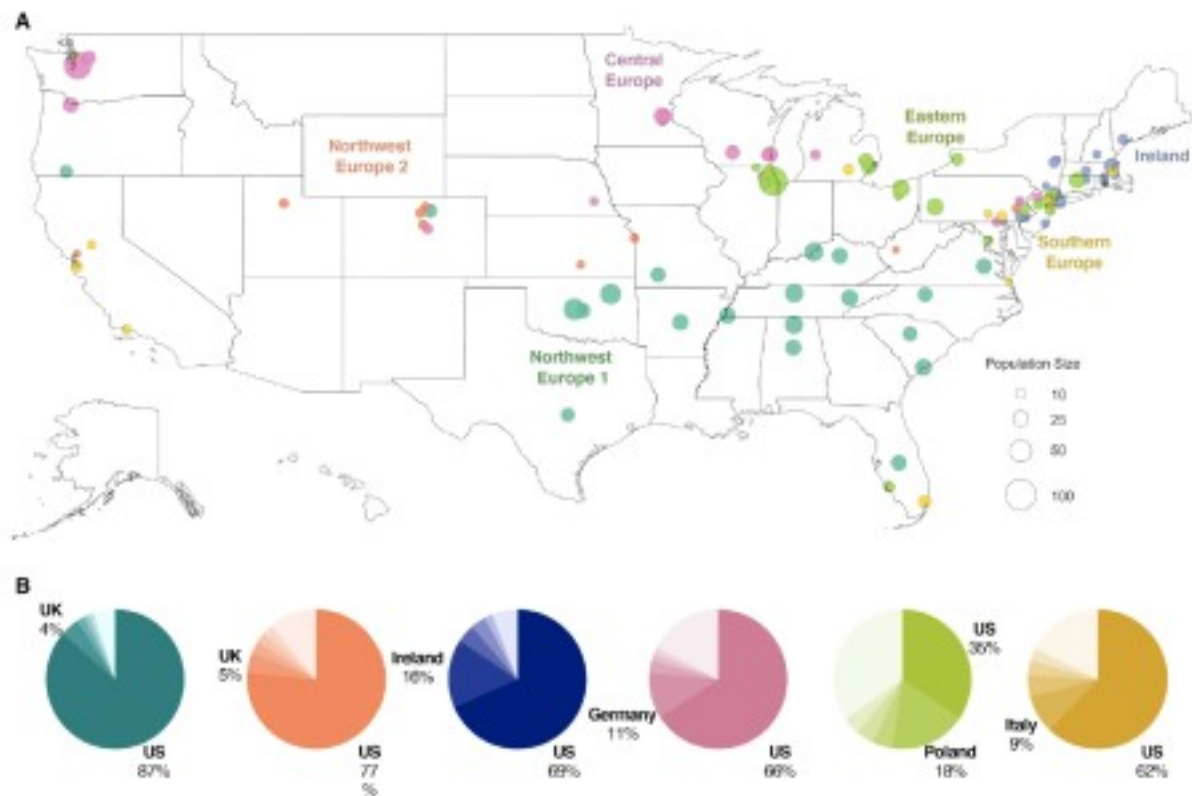 A
Central
Europe
Eastern
Europe
Northwest
Europe 2
Ireland
Southern
Europe
Northwest
Europe 1
Population Size
10
25
50
100
B
UK
4%
US
87%
UK
5%
US
77
%
Ireland
16%
US
69%
Germany
11%
US
66%
US
35%
Poland
18%
Italy
9%
US
62%